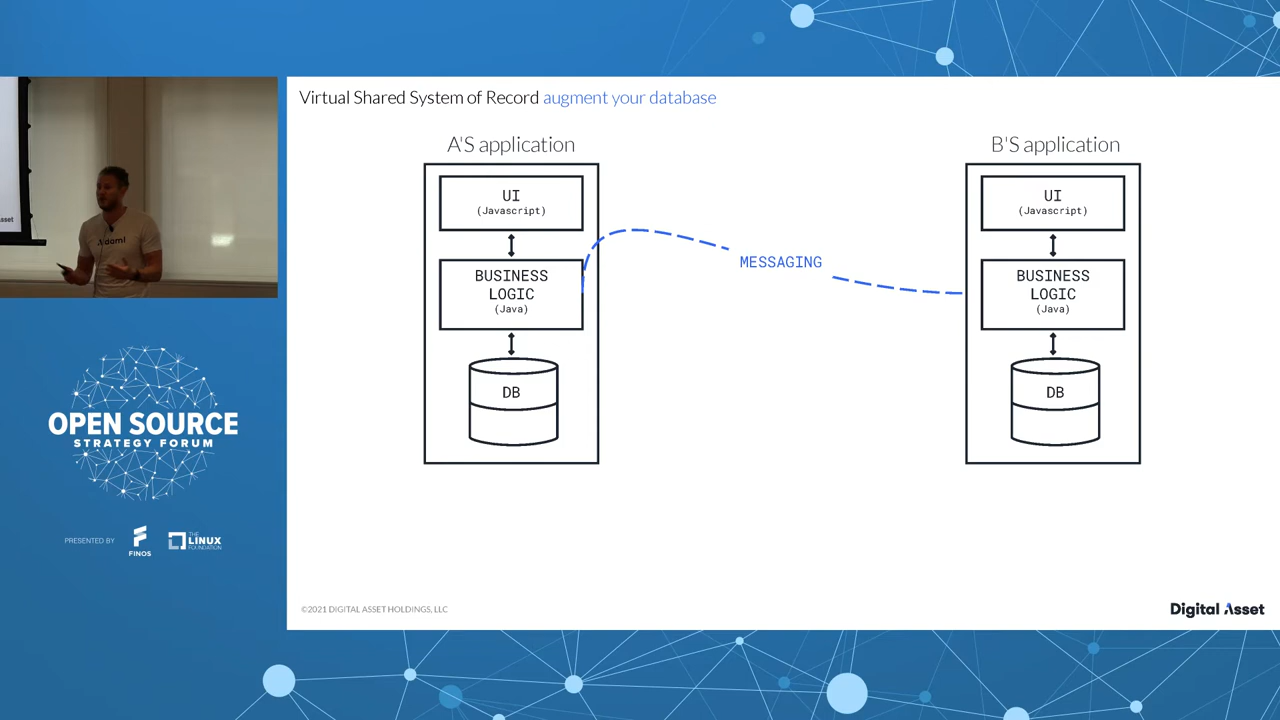 Virtual Shared System of Record augment your database
A'S application
B'S application
UI
(Javascript)
BUSINESS
LOGIC
(Java)
DB
MESSAGING
UI
(Javascript)
BUSINESS
LOGIC
(Java)
DB
asset
daml
OPEN SOURCE
STRATEGY FORUM
PRESENTED BY
FINOS
THE
LINUX
FOUNDATION
©2021 DIGITAL ASSET HOLDINGS, LLC
Digital Asset